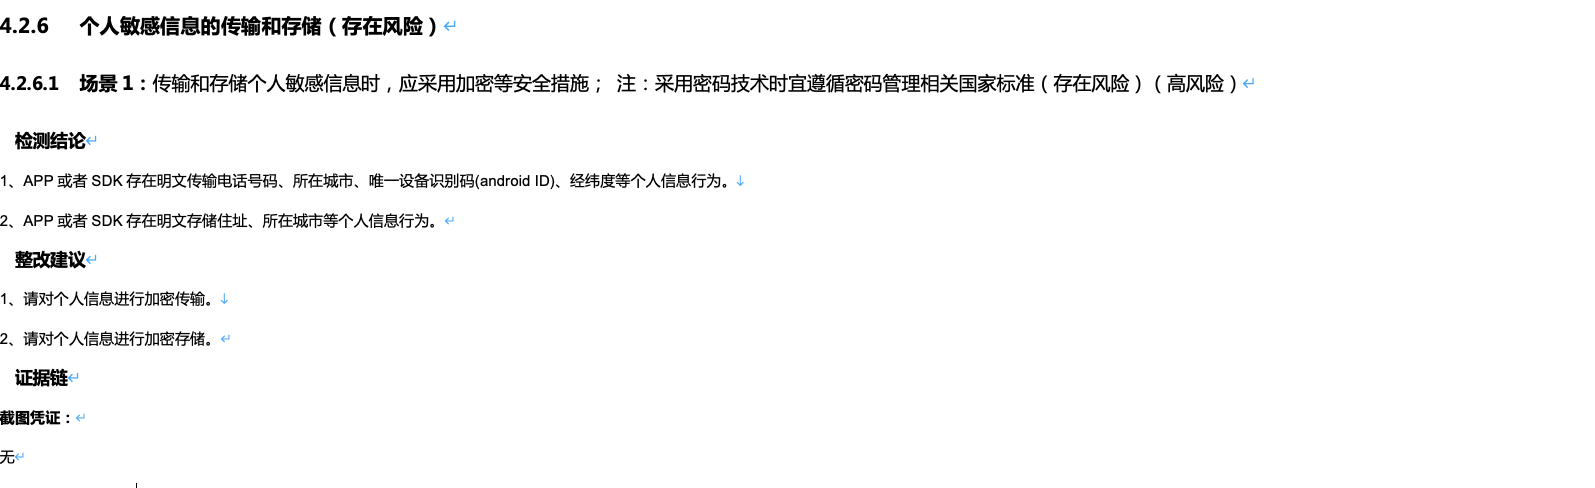 4.2.6 个人敏感信息的传输和存储（存在风险）
4.2.6.1 场景 1：传输和存储个人敏感信息时，应采用加密等安全措施； 注：采用密码技术时宜遵循密码管理相关国家标准（存在风险）（高风险）
检测结论
1、APP 或者 SDK 存在明文传输电话号码、所在城市、唯一设备识别码(android ID)、经纬度等个人信息行为。
2、APP 或者 SDK 存在明文存储住址、所在城市等个人信息行为。
整改建议
1、请对个人信息进行加密传输。
2、请对个人信息进行加密存储。
证据链
截图凭证：
无